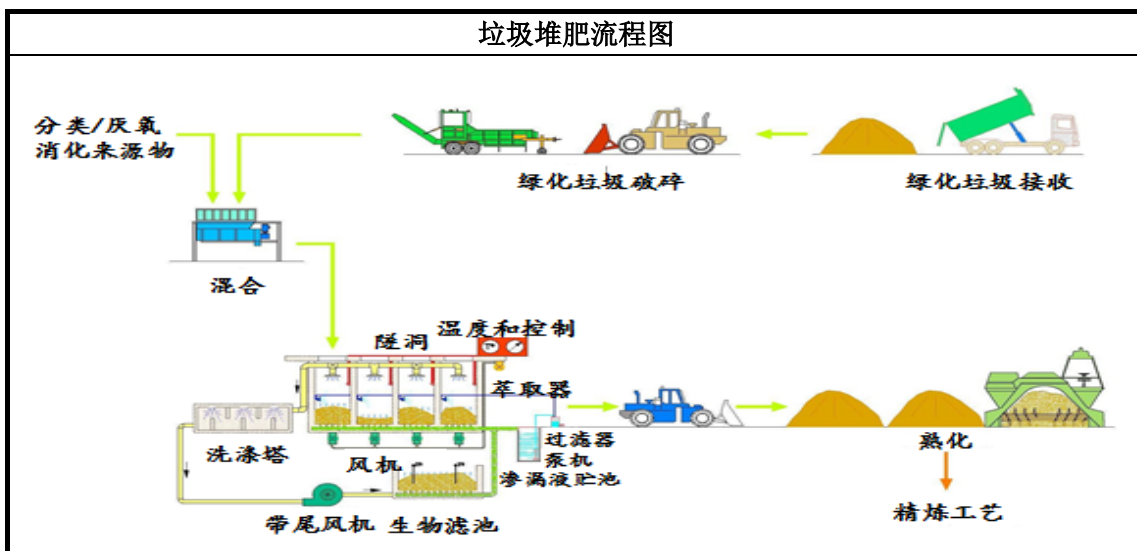 垃圾堆肥流程图
分类/厌氧
消化来源物
绿化垃圾破碎
绿化垃圾接收
混合
温度和控制
隧洞
萃取器
洗涤塔
风机
过滤器
泵机
渗漏液贮池
熟化
带尾风机
生物滤池
精炼工艺